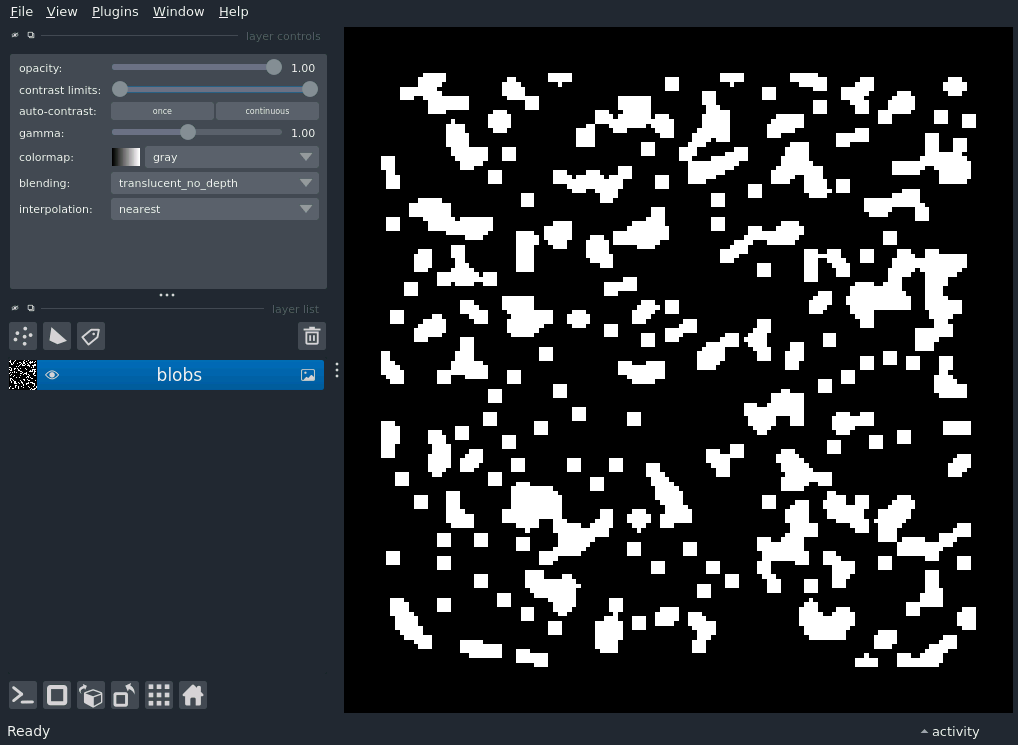 File View Plugins Window Help
layer controls
opacity: 1.00
contrast limits:
auto-contrast: once continuous
gamma: 1.00
colormap: gray
blending: translucent_no_depth
interpolation: nearest
layer list
blobs
Ready activity